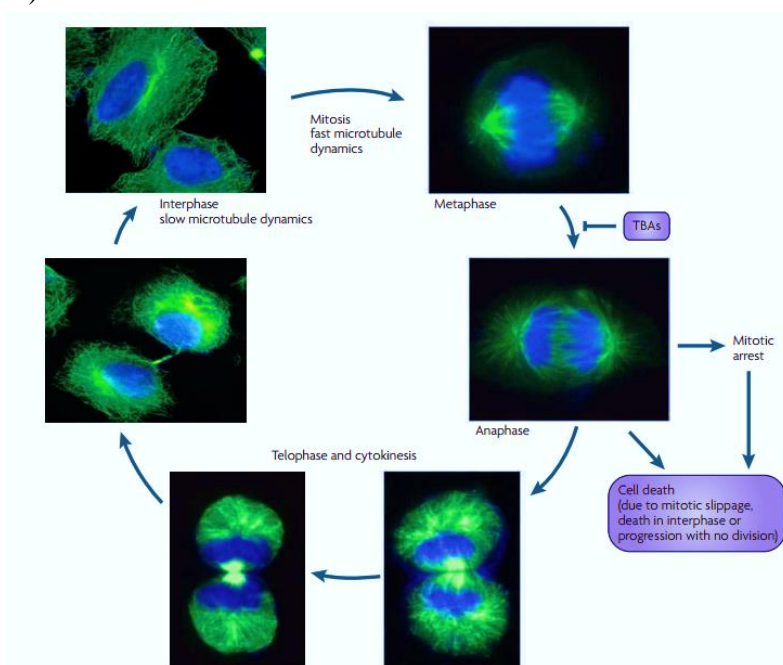 )
Mitosis
fast microtubule
dynamics
Interphase
slow microtubule dynamics
Metaphase
TBAs
Mitotic
arrest
Anaphase
Telophase and cytokinesis
Cell death
(due to mitotic slippage,
death in interphase or
progression with no division)